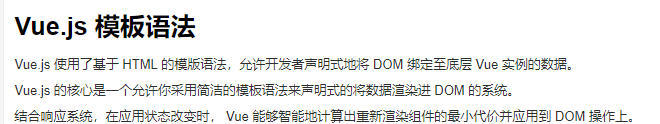 Vue.js 模板语法
Vue.js 使用了基于 HTML 的模版语法，允许开发者声明式地将 DOM 绑定至底层 Vue 实例的数据。
Vue.js 的核心是一个允许你采用简洁的模板语法来声明式的将数据渲染进 DOM 的系统。
结合响应系统，在应用状态改变时， Vue 能够智能地计算出重新渲染组件的最小代价并应用到 DOM 操作上。